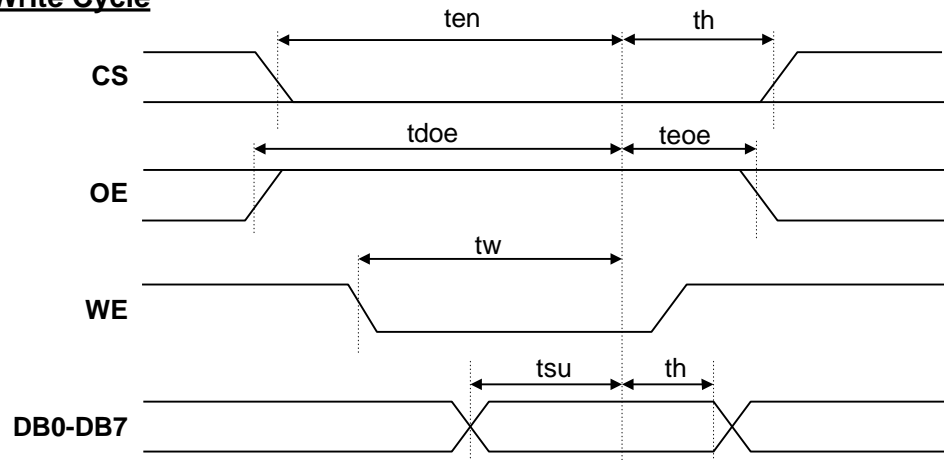 Write Cycle
ten th
CS
tdoe teoe
OE
tw
WE
tsu th
DB0-DB7